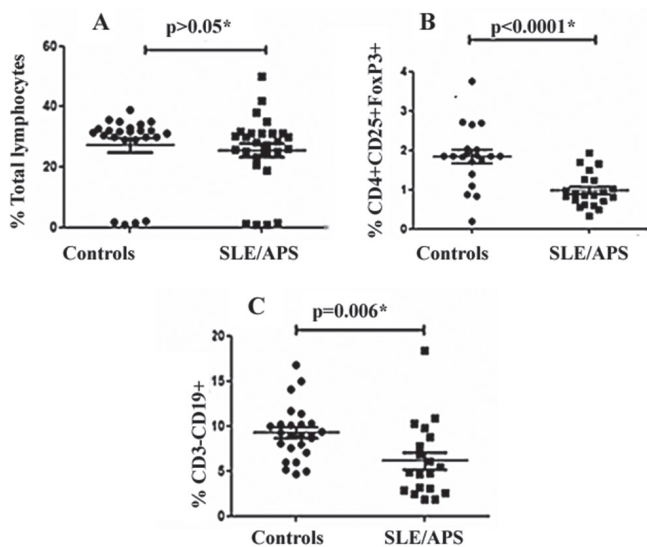 A
p>0.05*
% Total lymphocytes
60
40
20
0
Controls
SLE/APS
B
p<0.0001*
% CD4+CD25+FoxP3+
4
3
2
1
0
Controls
SLE/APS
C
p=0.006*
% CD3-CD19+
20
15
10
5
0
Controls
SLE/APS